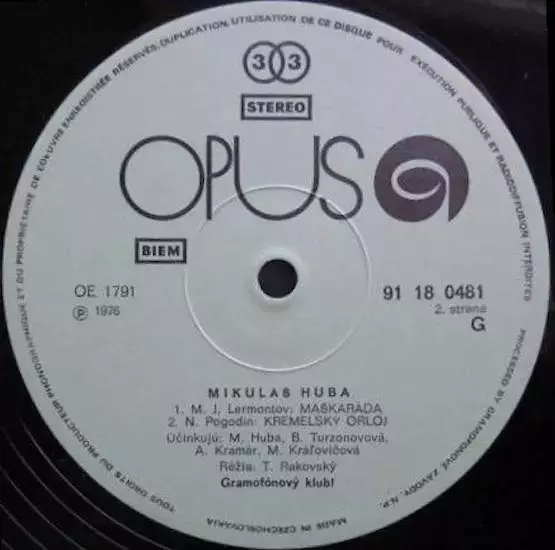 TOUS DROITS DU PRODUCTEUR PHONOGRAPHIQUE ET DU PROPRIÉTAIRE DE L'OEUVRE ENREGISTRÉE RÉSERVÉS. DUPLICATION, UTILISATION DE CE DISQUE POUR EXÉCUTION PUBLIQUE ET RADIODIFFUSION INTERDITES
33
STEREO
OPUS
BIEM
OE. 1791
℗ 1976
91 18 0481
2. strana
G
MIKULAS HUBA
1. M. J. Lermontov: MAŠKARÁDA
2. N. Pogodin: KREMELSKÝ ORLOJ
Účinkujú: M. Huba, B. Turzonovová,
A. Kramár, M. Kráľovičová
Réžia: T. Rakovský
Gramofónový klub!
PROCESSED BY GRAMOFONOVÉ ZÁVODY, N.P.
MADE IN CZECHOSLOVAKIA